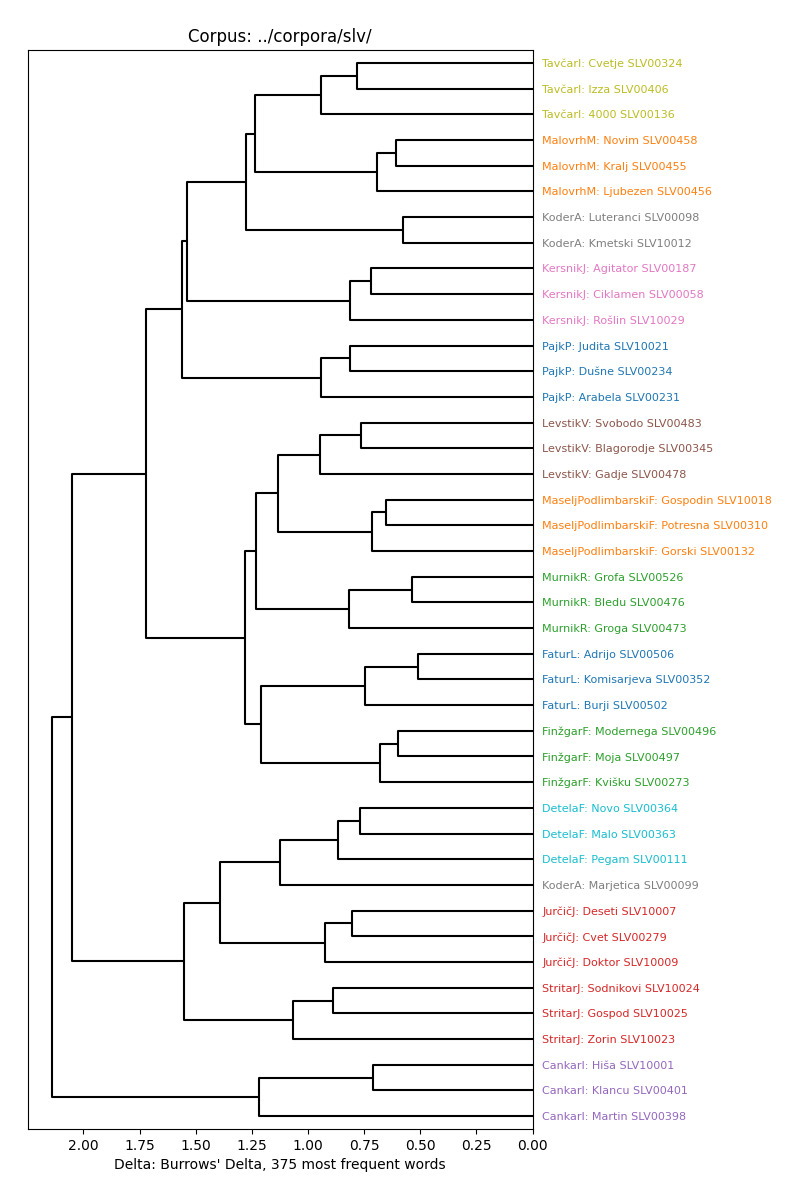 Corpus: ../corpora/slv/
TavčarI: Cvetje SLV00324
TavčarI: Izza SLV00406
TavčarI: 4000 SLV00136
MalovrhM: Novim SLV00458
MalovrhM: Kralj SLV00455
MalovrhM: Ljubezen SLV00456
KoderA: Luteranci SLV00098
KoderA: Kmetski SLV10012
KersnikJ: Agitator SLV00187
KersnikJ: Ciklamen SLV00058
KersnikJ: Rošlin SLV10029
PajkP: Judita SLV10021
PajkP: Dušne SLV00234
PajkP: Arabela SLV00231
LevstikV: Svobodo SLV00483
LevstikV: Blagorodje SLV00345
LevstikV: Gadje SLV00478
MaseljPodlimbarskiF: Gospodin SLV10018
MaseljPodlimbarskiF: Potresna SLV00310
MaseljPodlimbarskiF: Gorski SLV00132
MurnikR: Grofa SLV00526
MurnikR: Bledu SLV00476
MurnikR: Groga SLV00473
FaturL: Adrijo SLV00506
FaturL: Komisarjeva SLV00352
FaturL: Burji SLV00502
FinžgarF: Modernega SLV00496
FinžgarF: Moja SLV00497
FinžgarF: Kvišku SLV00273
DetelaF: Novo SLV00364
DetelaF: Malo SLV00363
DetelaF: Pegam SLV00111
KoderA: Marjetica SLV00099
JurčičJ: Deseti SLV10007
JurčičJ: Cvet SLV00279
JurčičJ: Doktor SLV10009
StritarJ: Sodnikovi SLV10024
StritarJ: Gospod SLV10025
StritarJ: Zorin SLV10023
CankarI: Hiša SLV10001
CankarI: Klancu SLV00401
CankarI: Martin SLV00398
2.00 1.75 1.50 1.25 1.00 0.75 0.50 0.25 0.00
Delta: Burrows' Delta, 375 most frequent words